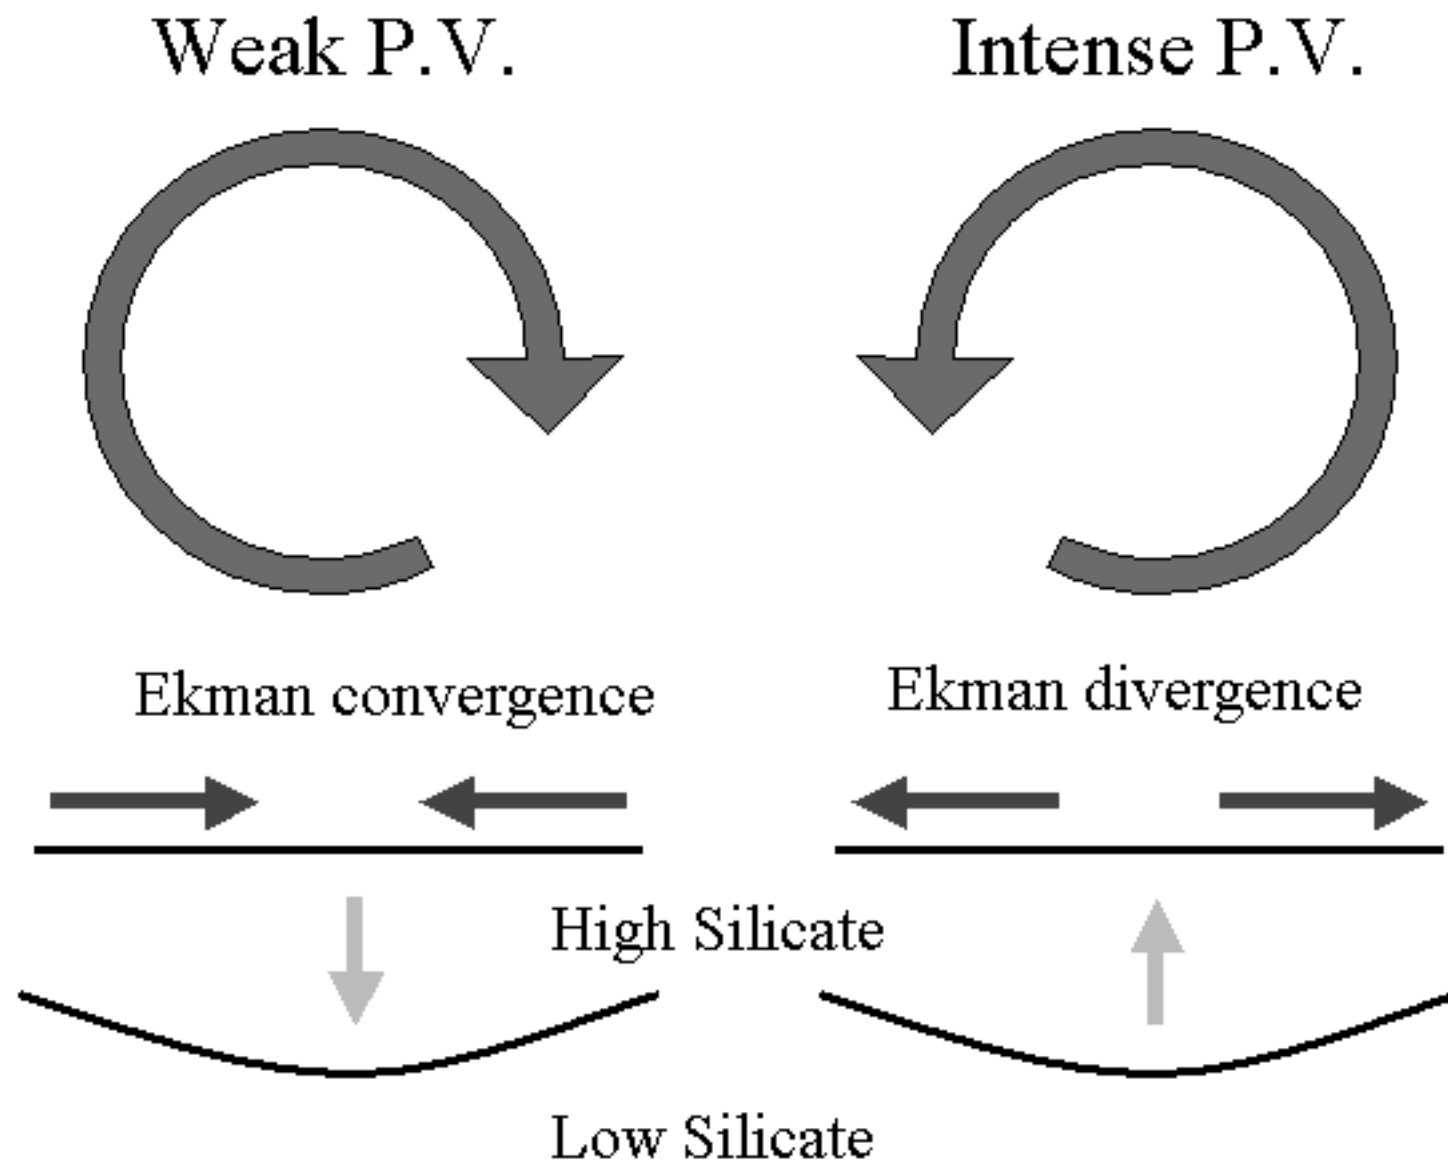 Weak P.V.
Intense P.V.
Ekman convergence
Ekman divergence
High Silicate
Low Silicate